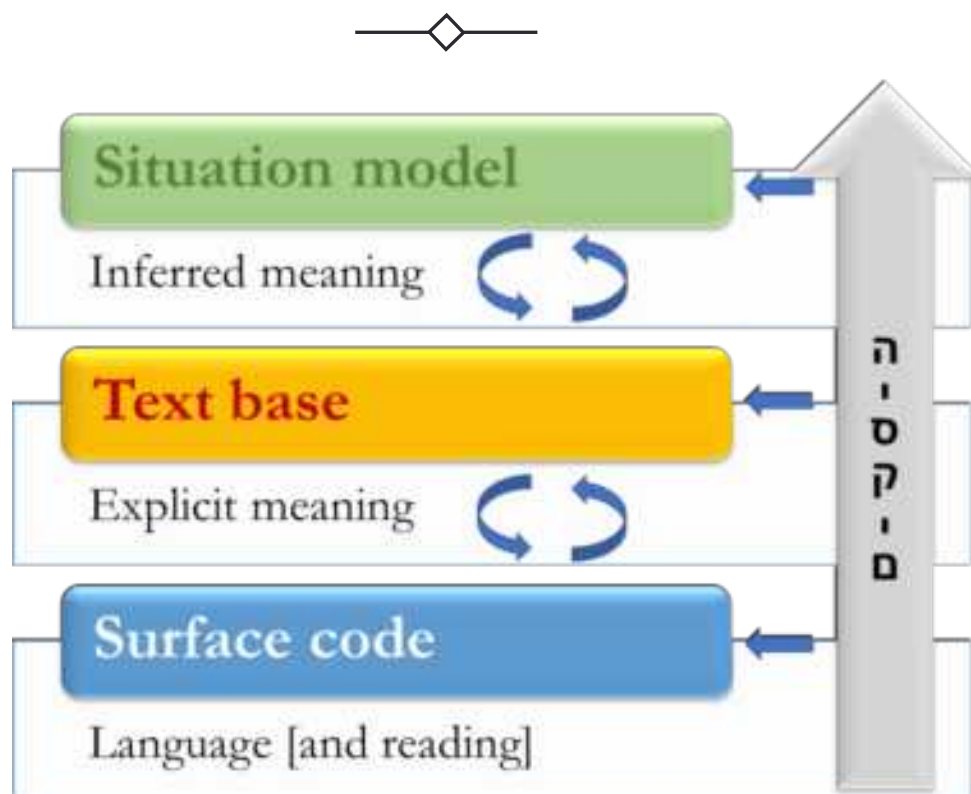 Situation model
Inferred meaning
Text base
Explicit meaning
Surface code
Language [and reading]
היסקים